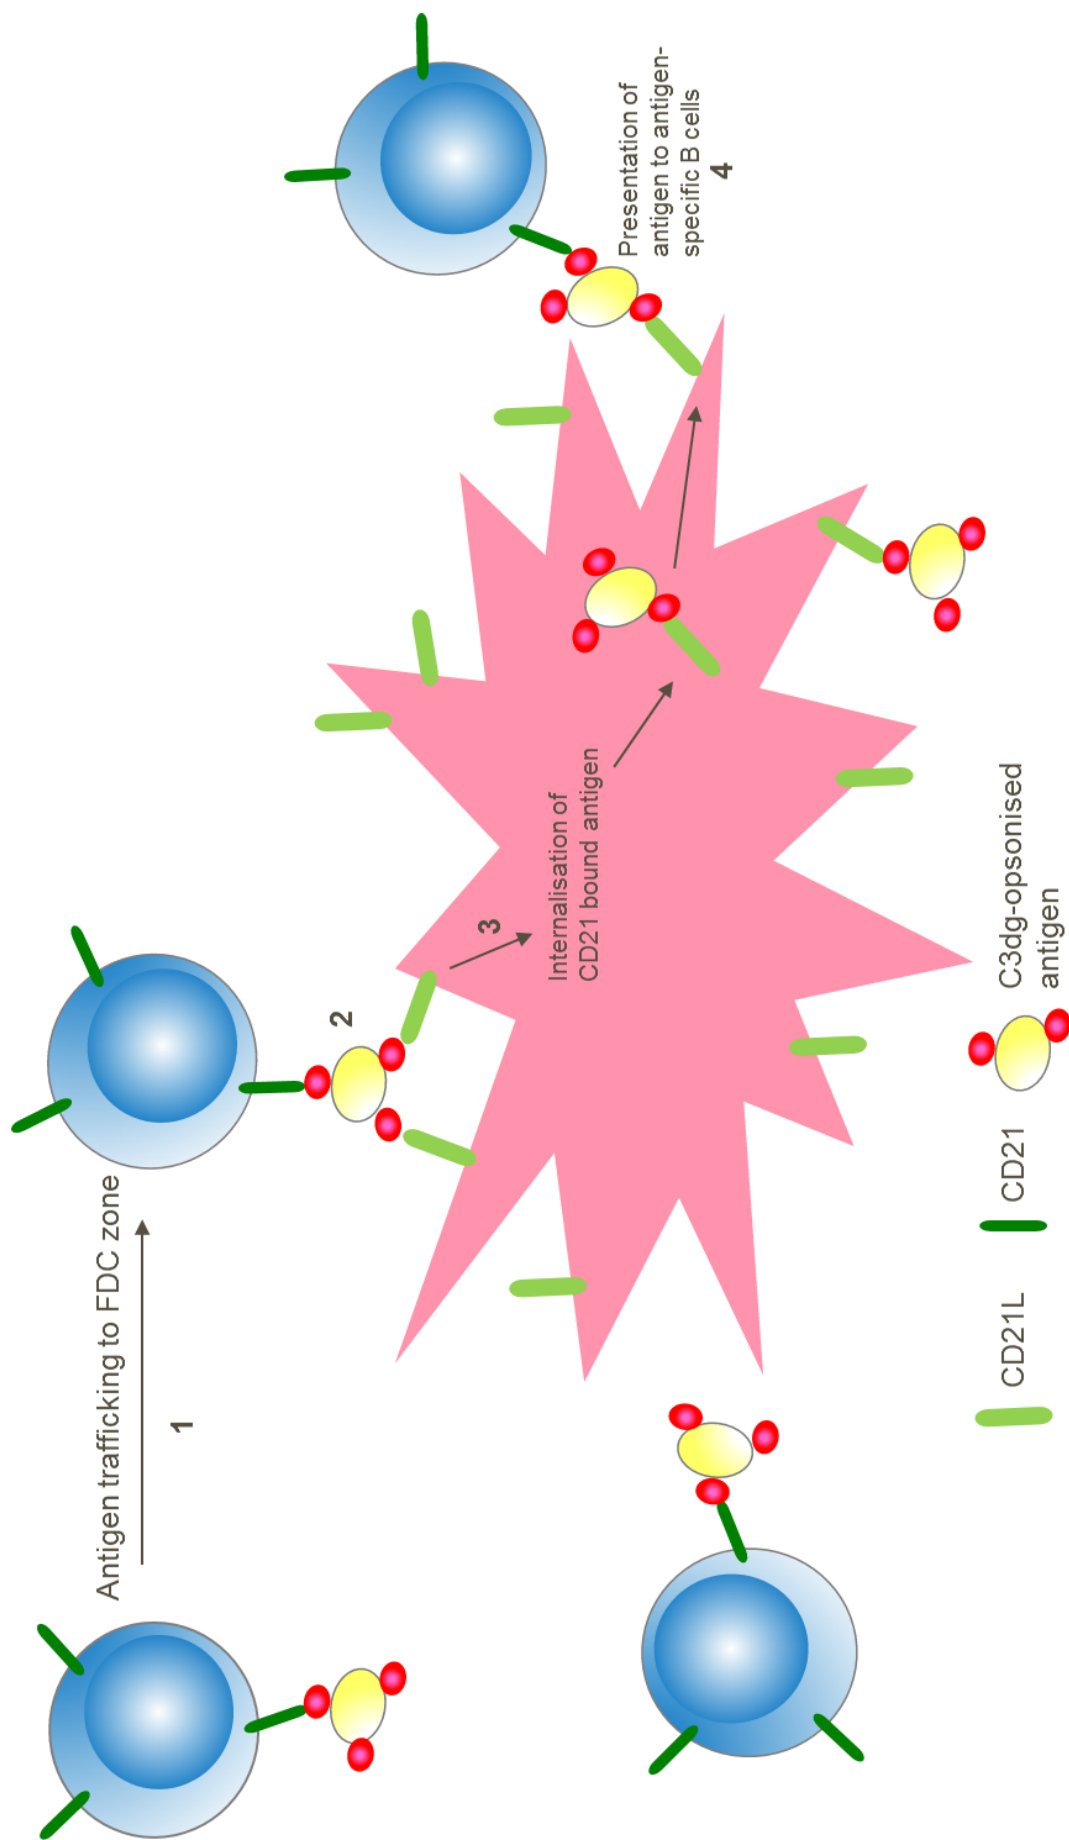 Antigen trafficking to FDC zone
1
2
3
Internalisation of
CD21 bound antigen
Presentation of
antigen to antigen-
specific B cells
4
CD21L
CD21
C3dg-opsonised
antigen